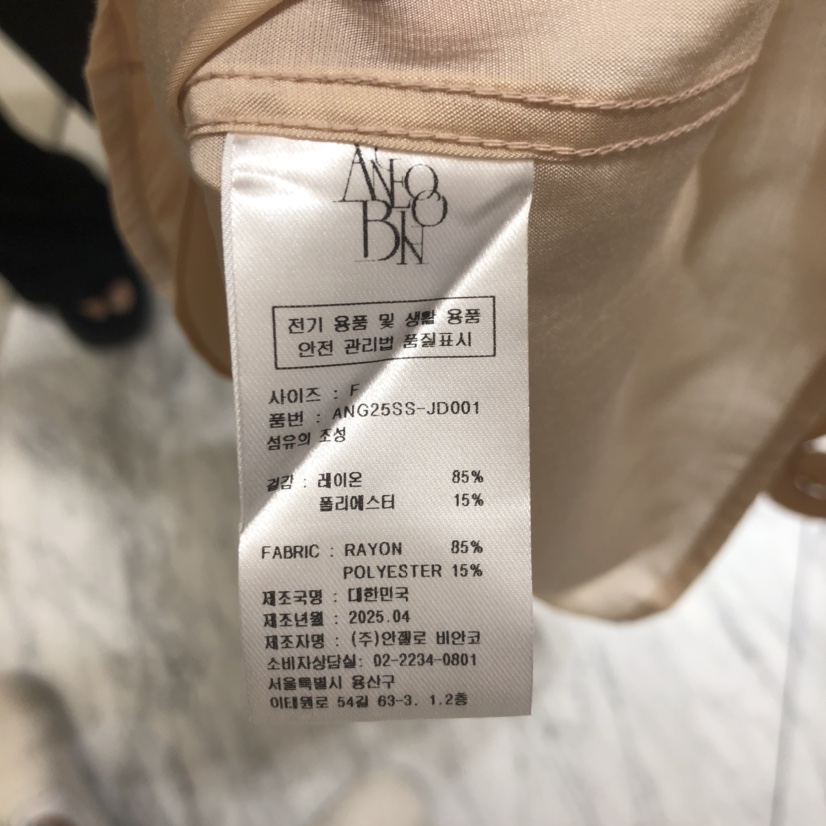 전기 용품 및 생활 용품
안전 관리법 품질표시
사이즈 : F
품번 : ANG25SS-JD001
섬유의 조성
겉감 : 레이온 85%
폴리에스터 15%
FABRIC : RAYON 85%
POLYESTER 15%
제조국명 : 대한민국
제조년월 : 2025.04
제조자명 : (주)안젤로 비안코
소비자상담실: 02-2234-0801
서울특별시 용산구
이태원로 54길 63-3. 1.2층